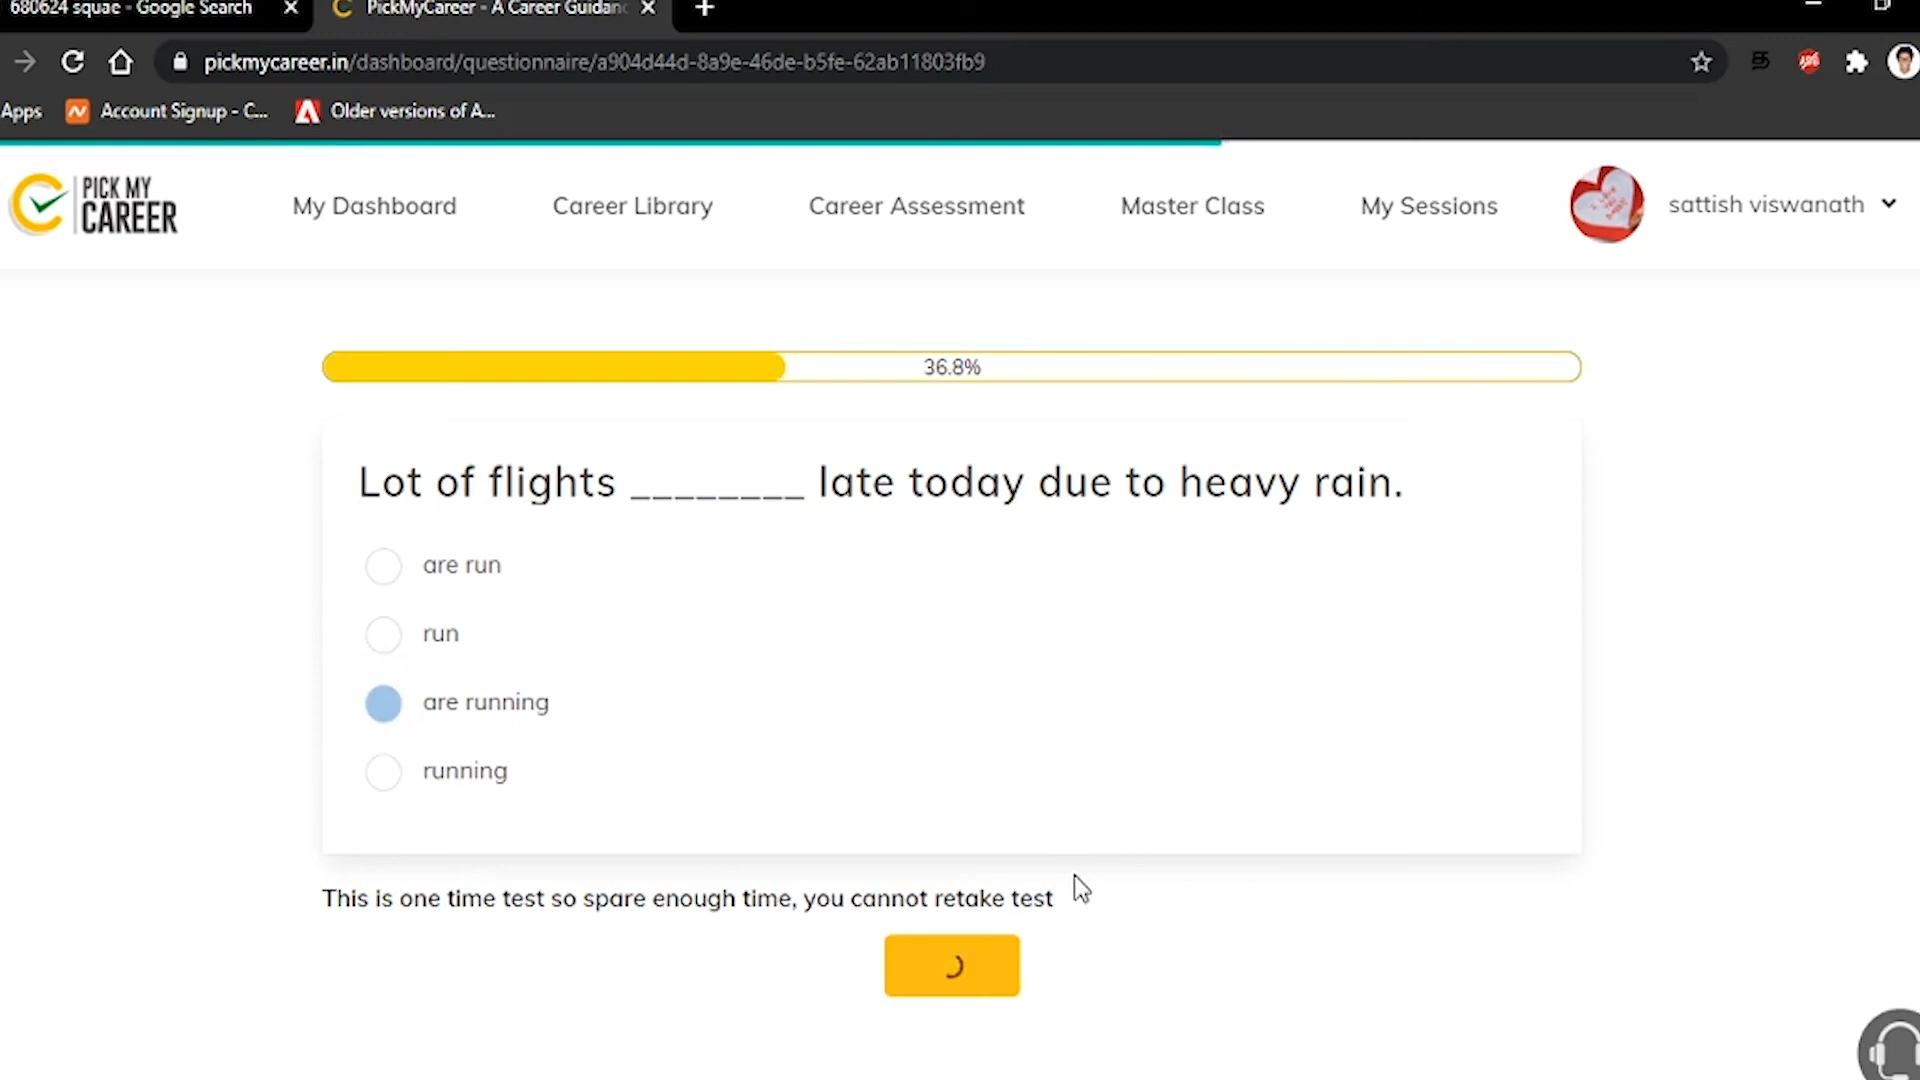 680624 squae - Google Search
PickMyCareer - A Career Guidanc
pickmycareer.in/dashboard/questionnaire/a904d44d-8a9e-46de-b5fe-62ab11803fb9
Apps
Account Signup - C...
Older versions of A...
PICK MY
CAREER
My Dashboard
Career Library
Career Assessment
Master Class
My Sessions
sattish viswanath
36.8%
Lot of flights ________ late today due to heavy rain.
are run
run
are running
running
This is one time test so spare enough time, you cannot retake test